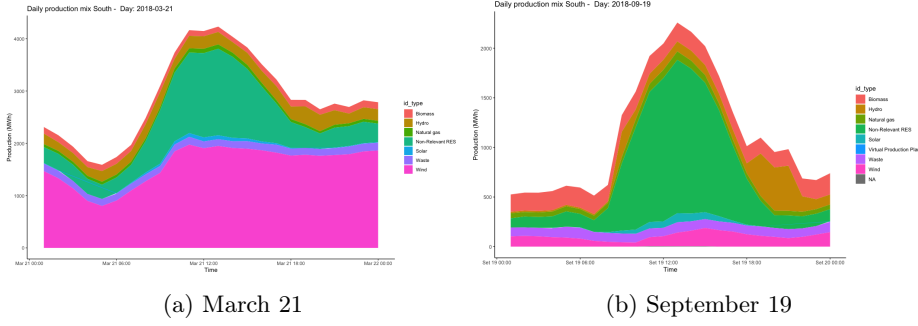 Daily production mix South - Day: 2018-03-21
Production (MWh)
4000
3000
2000
1000
0
Mar 21 00:00
Mar 21 06:00
Mar 21 12:00
Mar 21 18:00
Mar 22 00:00
Time
id_type
Biomass
Hydro
Natural gas
Non-Relevant RES
Solar
Waste
Wind
(a) March 21
Daily production mix South - Day: 2018-09-19
Production (MWh)
2000
1500
1000
500
0
Set 19 00:00
Set 19 06:00
Set 19 12:00
Set 19 18:00
Set 20 00:00
Time
id_type
Biomass
Hydro
Natural gas
Non-Relevant RES
Solar
Virtual Production Pla
Waste
Wind
NA
(b) September 19